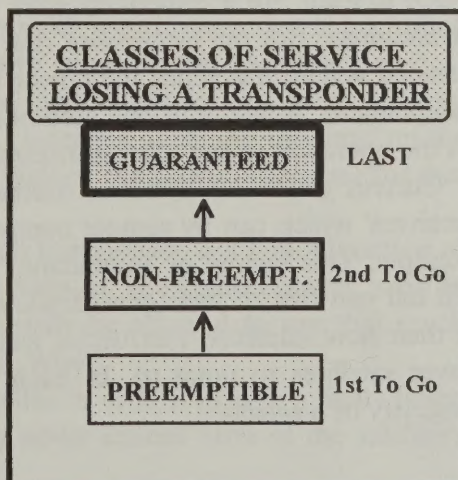 CLASSES OF SERVICE
LOSING A TRANSPONDER
GUARANTEED LAST
NON-PREEMPT. 2nd To Go
PREEMPTIBLE 1st To Go